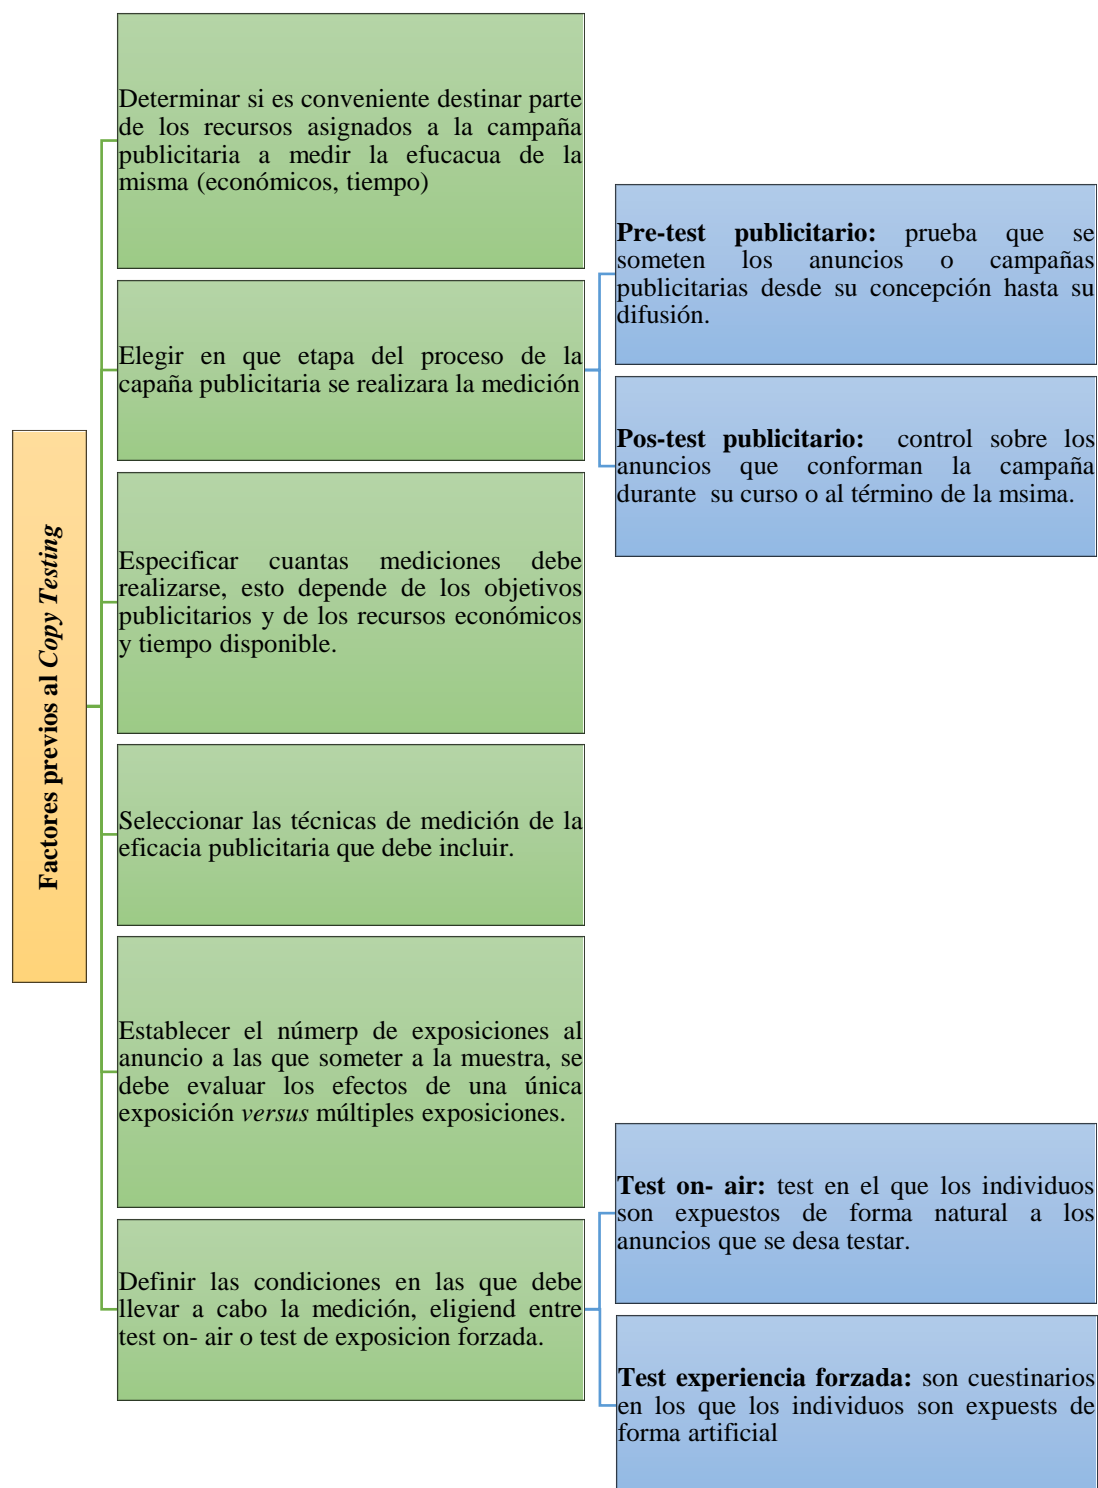 Factores previos al Copy Testing
Determinar si es conveniente destinar parte
de los recursos asignados a la campaña
publicitaria a medir la efucacua de la
misma (económicos, tiempo)
Elegir en que etapa del proceso de la
capaña publicitaria se realizara la medición
Pre-test publicitario: prueba que se
someten los anuncios o campañas
publicitarias desde su concepción hasta su
difusión.
Pos-test publicitario: control sobre los
anuncios que conforman la campaña
durante su curso o al término de la msima.
Especificar cuantas mediciones debe
realizarse, esto depende de los objetivos
publicitarios y de los recursos económicos
y tiempo disponible.
Seleccionar las técnicas de medición de la
eficacia publicitaria que debe incluir.
Establecer el númerp de exposiciones al
anuncio a las que someter a la muestra, se
debe evaluar los efectos de una única
exposición versus múltiples exposiciones.
Definir las condiciones en las que debe
llevar a cabo la medición, eligiend entre
test on- air o test de exposicion forzada.
Test on- air: test en el que los individuos
son expuestos de forma natural a los
anuncios que se desa testar.
Test experiencia forzada: son cuestinarios
en los que los individuos son expuests de
forma artificial